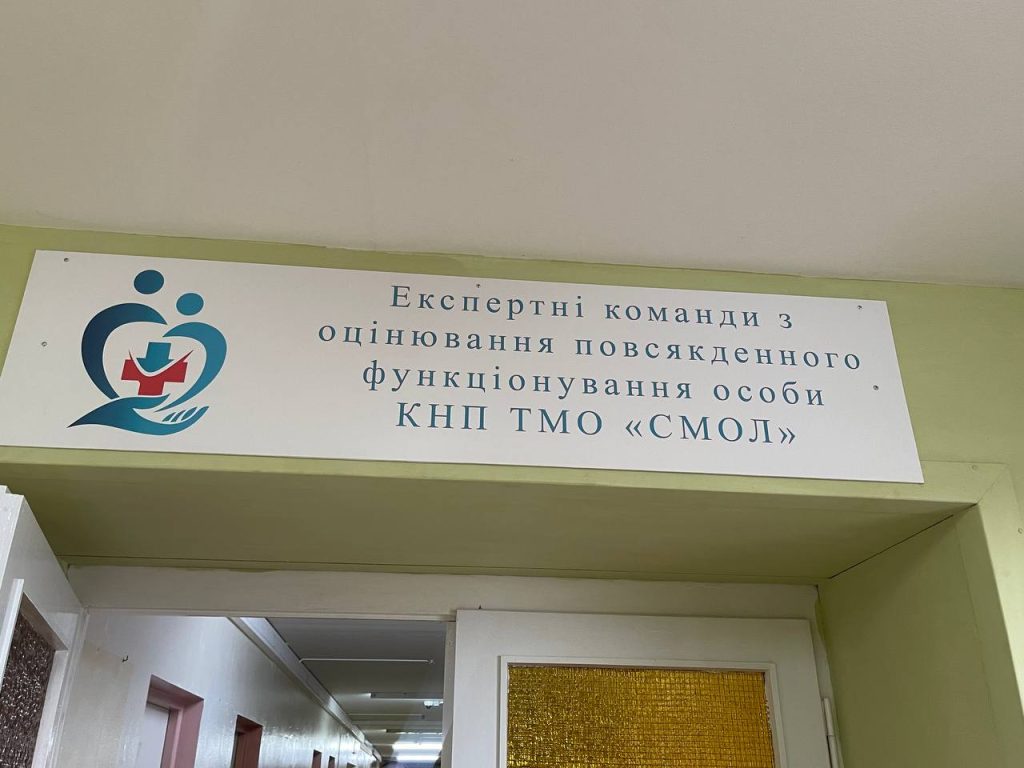 Експертні команди з
оцінювання повсякденного
функціонування особи
КНП ТМО «СМОЛ»